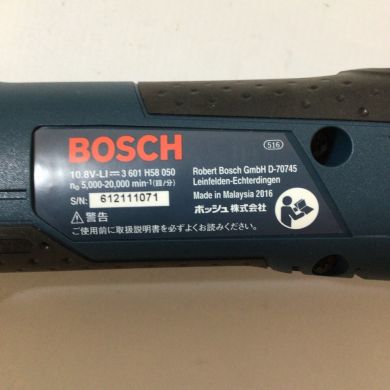 BOSCH
10.8V-LI⎓ 3 601 H58 050
n₀ 5,000-20,000 min⁻¹(回/分)
S/N: 612111071
⚠警告
ご使用前に取扱説明書を必ずよくお読みください。
516
Robert Bosch GmbH D-70745
Leinfelden-Echterdingen
Made in Malaysia 2016
ボッシュ株式会社